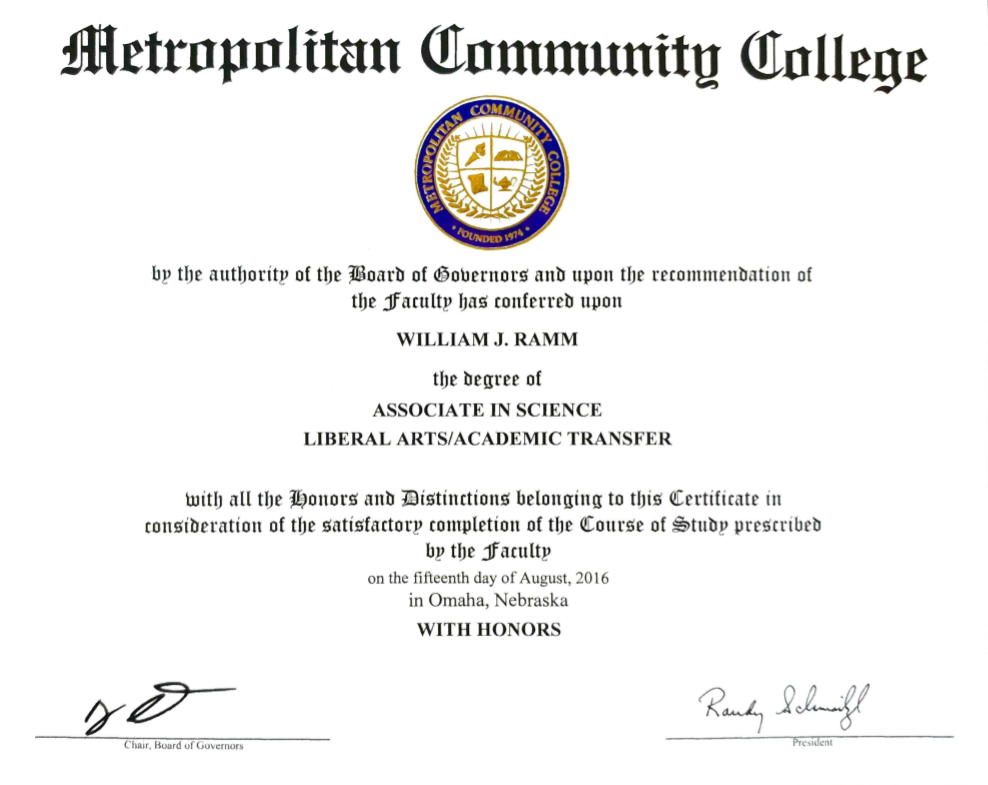 Metropolitan Community College
METROPOLITAN COMMUNITY COLLEGE
• FOUNDED 1974 •
by the authority of the Board of Governors and upon the recommendation of
the Faculty has conferred upon
WILLIAM J. RAMM
the degree of
ASSOCIATE IN SCIENCE
LIBERAL ARTS/ACADEMIC TRANSFER
with all the Honors and Distinctions belonging to this Certificate in
consideration of the satisfactory completion of the Course of Study prescribed
by the Faculty
on the fifteenth day of August, 2016
in Omaha, Nebraska
WITH HONORS
Randy
Chair, Board of Governors
President